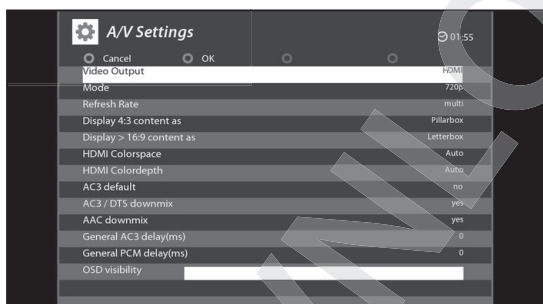 A/V Settings
01:55
Cancel OK
Video Output HDMI
Mode 720p
Refresh Rate multi
Display 4:3 content as Pillarbox
Display > 16:9 content as Letterbox
HDMI Colorspace Auto
HDMI Colordepth Auto
AC3 default no
AC3 / DTS downmix yes
AAC downmix yes
General AC3 delay(ms) 0
General PCM delay(ms) 0
OSD visibility